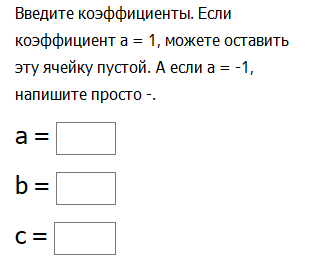 Введите коэффициенты. Если
коэффициент a = 1, можете оставить
эту ячейку пустой. А если a = -1,
напишите просто -.
a =
b =
c =